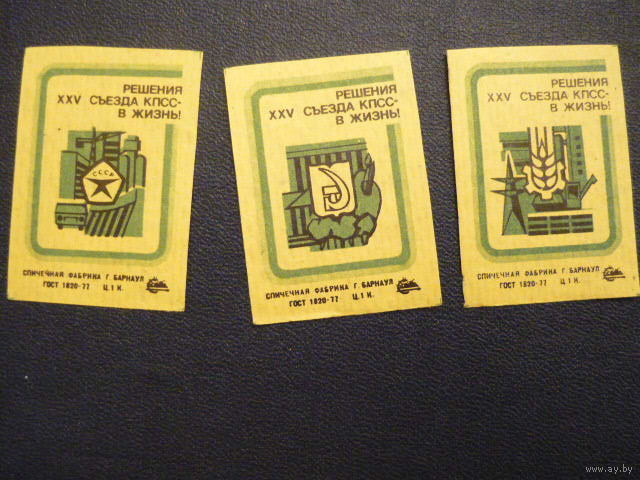 РЕШЕНИЯ
XXV СЪЕЗДА КПСС-
В ЖИЗНЬ!
СССР
СПИЧЕЧНАЯ ФАБРИКА Г. БАРНАУЛ
ГОСТ 1820-77 Ц.1 К.
РЕШЕНИЯ
XXV СЪЕЗДА КПСС-
В ЖИЗНЬ!
СПИЧЕЧНАЯ ФАБРИКА Г. БАРНАУЛ
ГОСТ 1820-77 Ц.1 К.
РЕШЕНИЯ
XXV СЪЕЗДА КПСС-
В ЖИЗНЬ!
СПИЧЕЧНАЯ ФАБРИКА Г. БАРНАУЛ
ГОСТ 1820-77 Ц.1 К.
www.ay.by